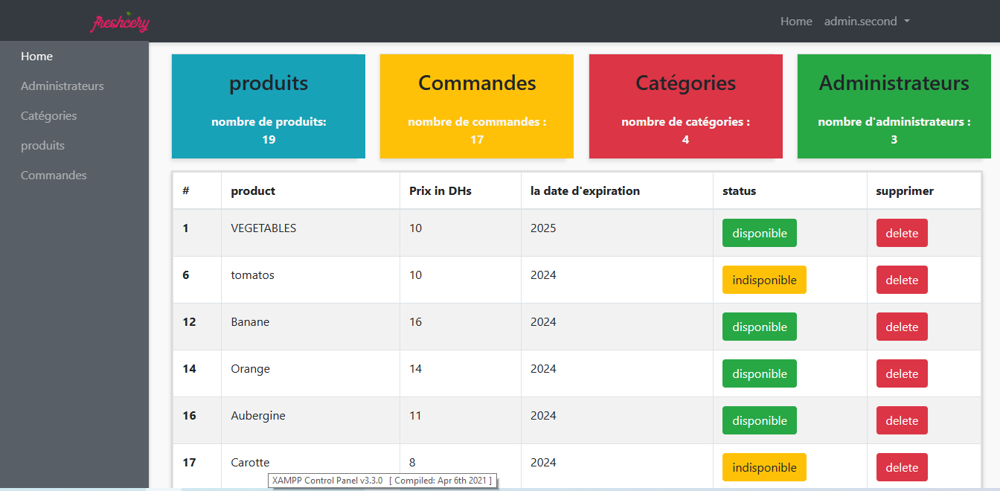 freshcery Home admin.second
Home
Administrateurs
Catégories
produits
Commandes
produits
nombre de produits:
19
Commandes
nombre de commandes :
17
Catégories
nombre de catégories :
4
Administrateurs
nombre d'administrateurs :
3
# product Prix in DHs la date d'expiration status supprimer
1 VEGETABLES 10 2025 disponible delete
6 tomatos 10 2024 indisponible delete
12 Banane 16 2024 disponible delete
14 Orange 14 2024 disponible delete
16 Aubergine 11 2024 disponible delete
17 Carotte 8 2024 indisponible delete
XAMPP Control Panel v3.3.0 [ Compiled: Apr 6th 2021 ]